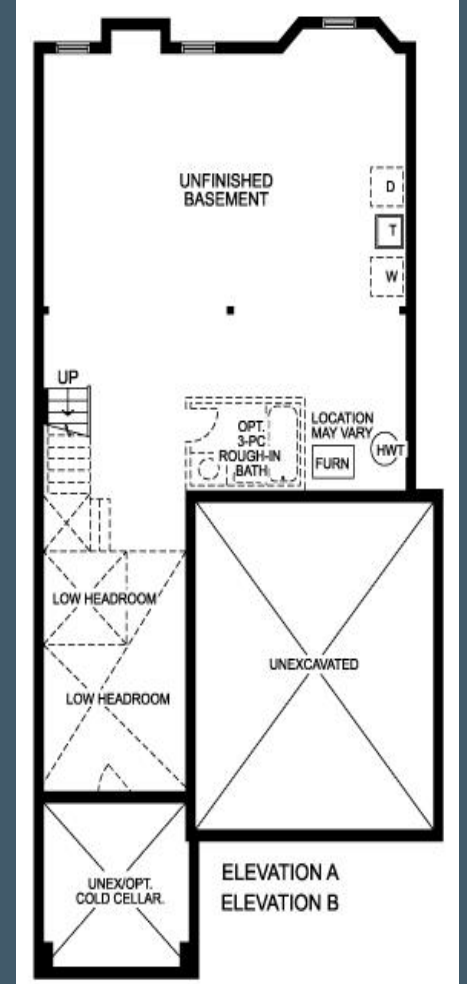 UNFINISHED
BASEMENT
D
T
W
UP
OPT.
3-PC
ROUGH-IN
BATH
LOCATION
MAY VARY
FURN
HWT
LOW HEADROOM
UNEXCAVATED
LOW HEADROOM
UNEX/OPT.
COLD CELLAR.
ELEVATION A
ELEVATION B